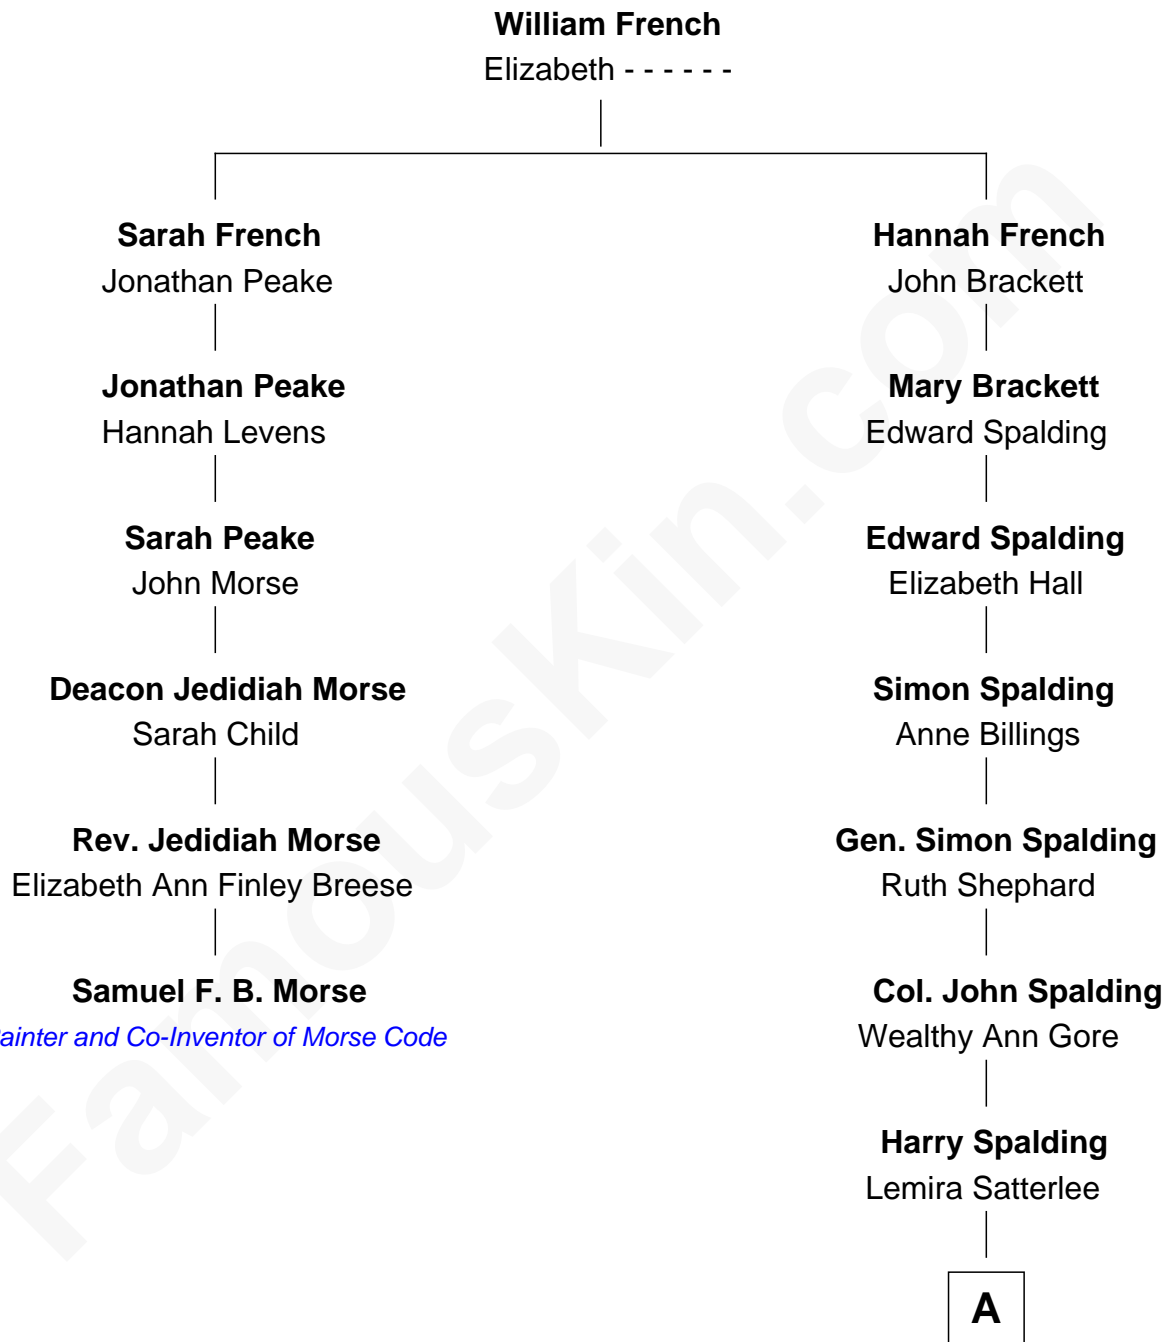 William French
Elizabeth - - - - - -
Sarah French
Jonathan Peake
Hannah French
John Brackett
Jonathan Peake
Hannah Levens
Mary Brackett
Edward Spalding
Sarah Peake
John Morse
Edward Spalding
Elizabeth Hall
Deacon Jedidiah Morse
Sarah Child
Simon Spalding
Anne Billings
Rev. Jedidiah Morse
Elizabeth Ann Finley Breese
Gen. Simon Spalding
Ruth Shephard
Samuel F. B. Morse
ainter and Co-Inventor of Morse Code
Col. John Spalding
Wealthy Ann Gore
Harry Spalding
Lemira Satterlee
A
FamousKin.com